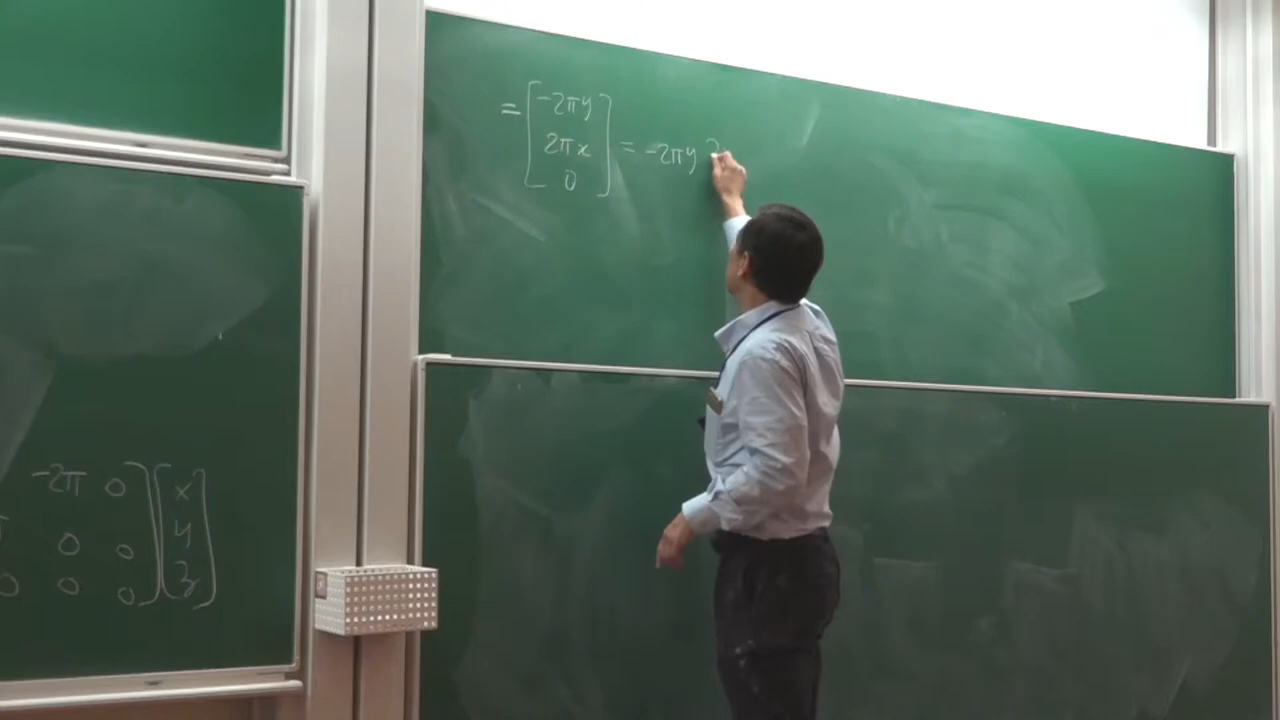 = [-2πy
2πx = -2πy
0]
-2π 0] [x
0 0 y
0 0 0] z]